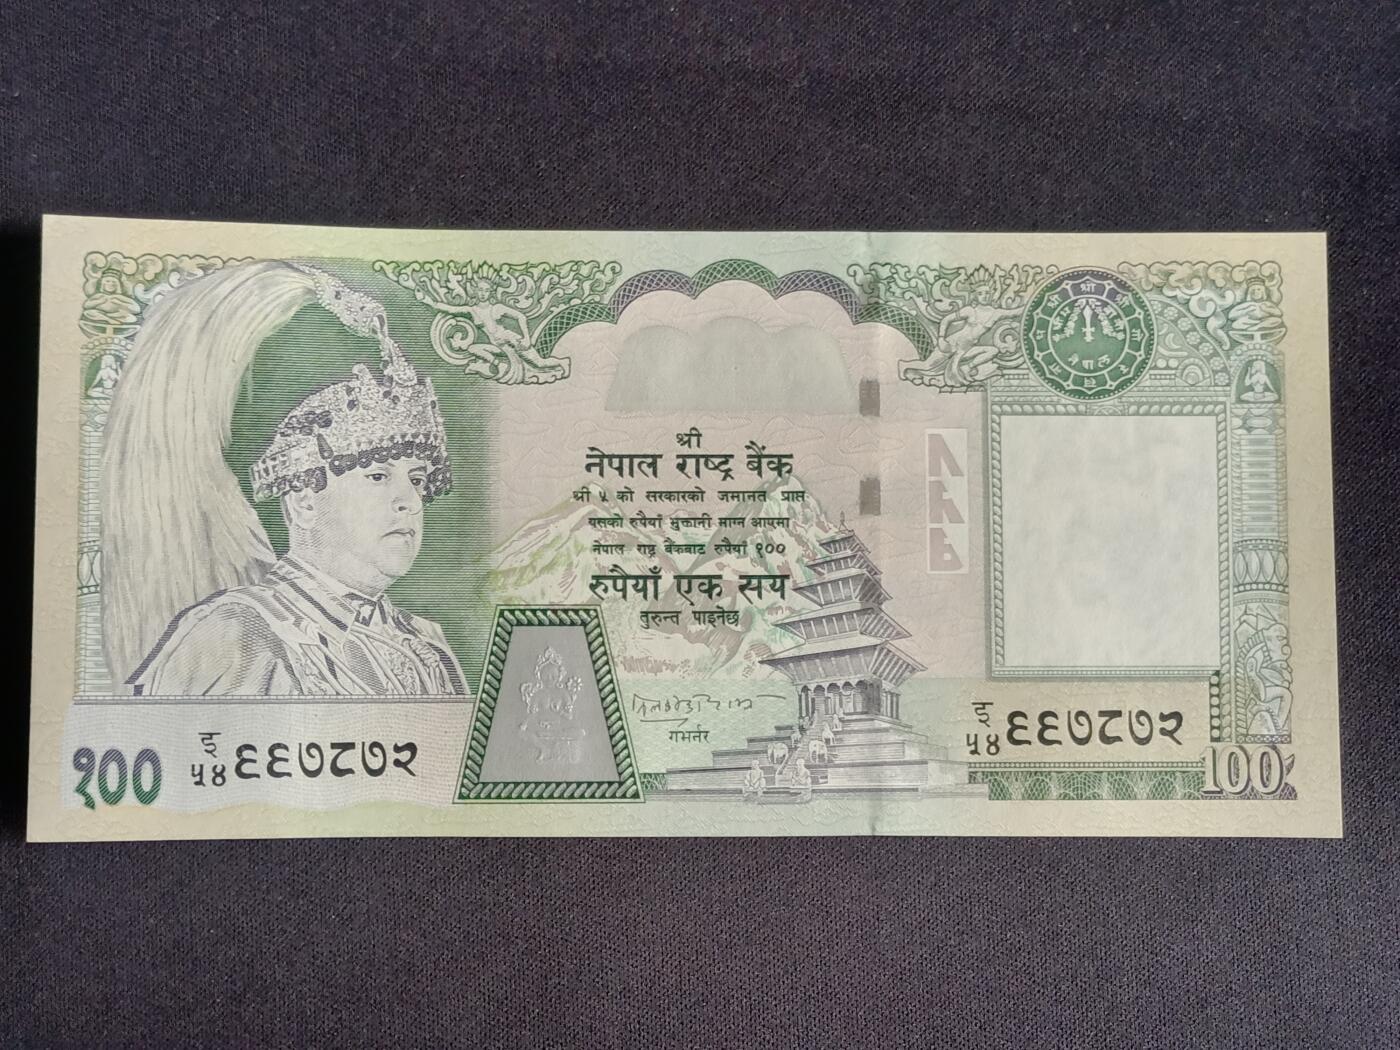 श्री
नेपाल राष्ट्र बैंक
श्री ५ को सरकारको जमानत प्राप्त
यसको रुपैयाँ भुक्तानी माग्न आएमा
नेपाल राष्ट्र बैंकबाट रुपैयाँ १००
रुपैयाँ एक सय
तुरुन्त पाइनेछ
गभर्नर
१००
५४ ६६७८७२
५४ ६६७८७२
100
नेपाल